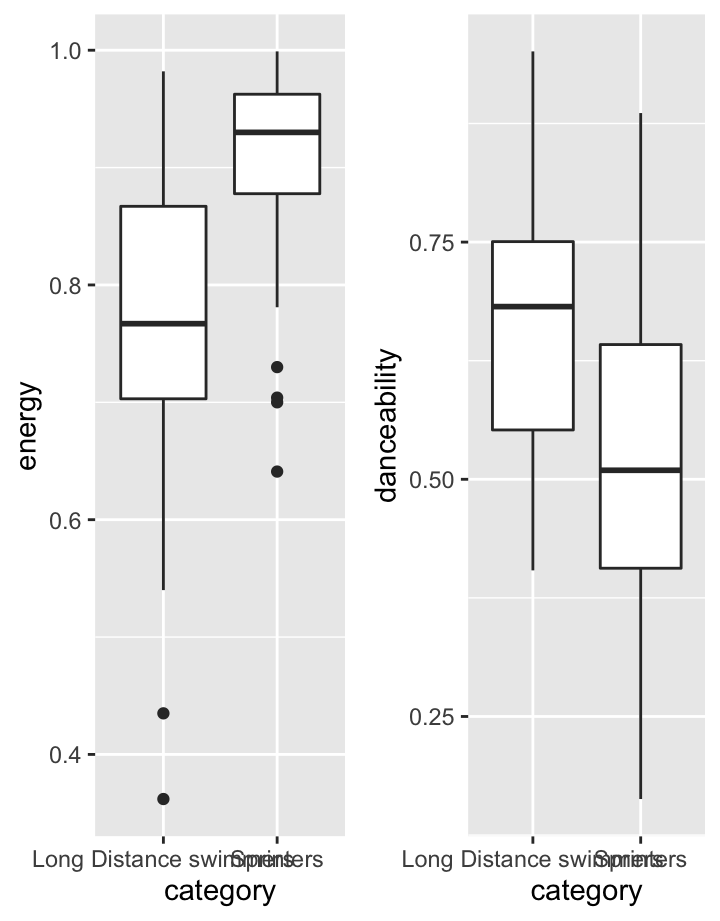 1.0
0.8
0.6
0.4
energy
Long Distance swimmers
Sprinters
category
0.75
0.50
0.25
danceability
Long Distance swimmers
Sprinters
category